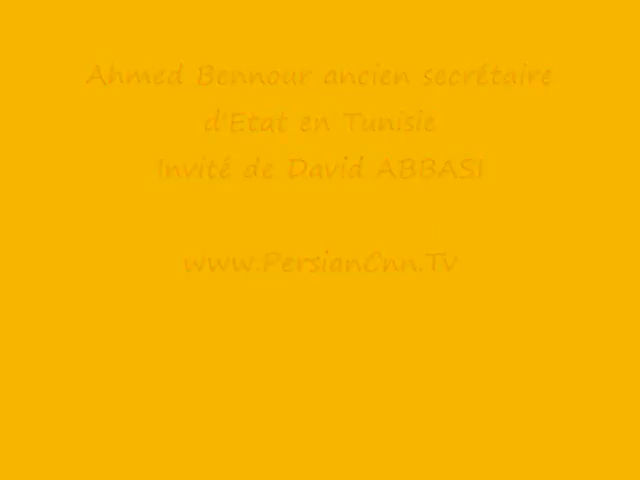 Ahmed Bennour ancien secrétaire
d'Etat en Tunisie
Invité de David ABBASI
www.PersianCnn.Tv